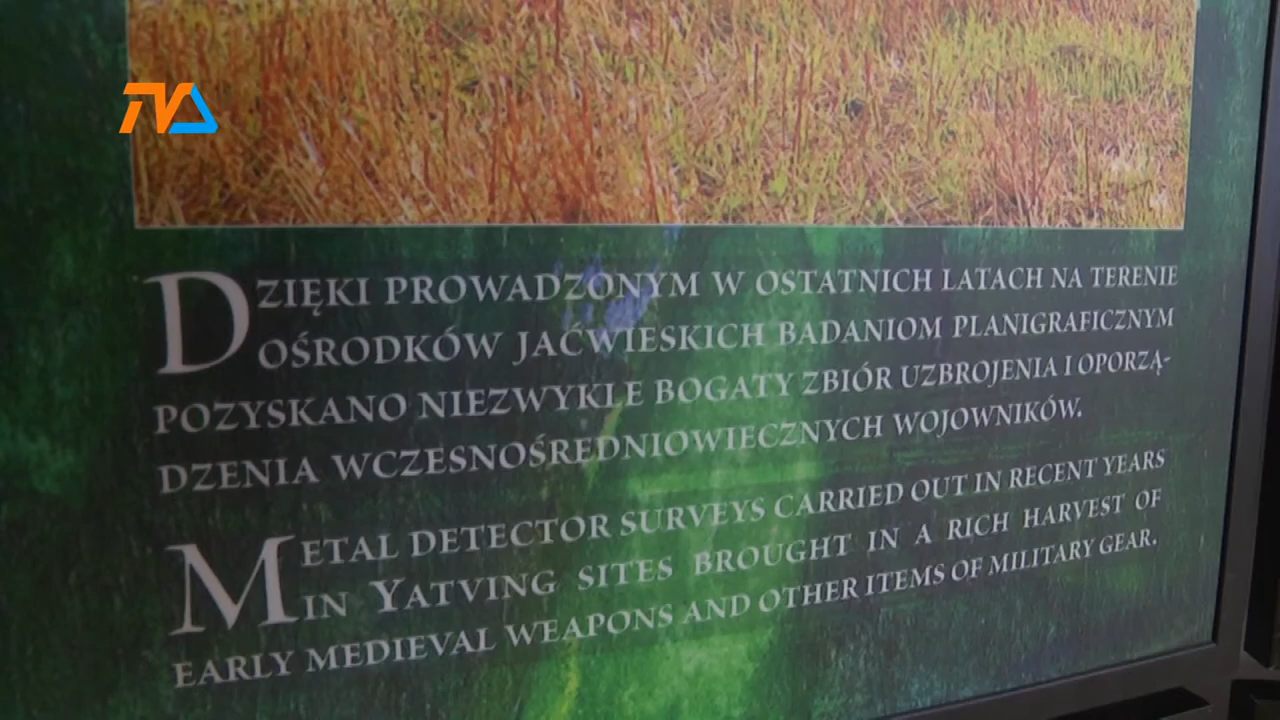 TVA
DZIĘKI PROWADZONYM W OSTATNICH LATACH NA TERENIE
OŚRODKÓW JAĆWIESKICH BADANIOM PLANIGRAFICZNYM
POZYSKANO NIEZWYKLE BOGATY ZBIÓR UZBROJENIA I OPORZĄ-
DZENIA WCZESNOŚREDNIOWIECZNYCH WOJOWNIKÓW.
METAL DETECTOR SURVEYS CARRIED OUT IN RECENT YEARS
IN YATVING SITES BROUGHT IN A RICH HARVEST OF
EARLY MEDIEVAL WEAPONS AND OTHER ITEMS OF MILITARY GEAR.